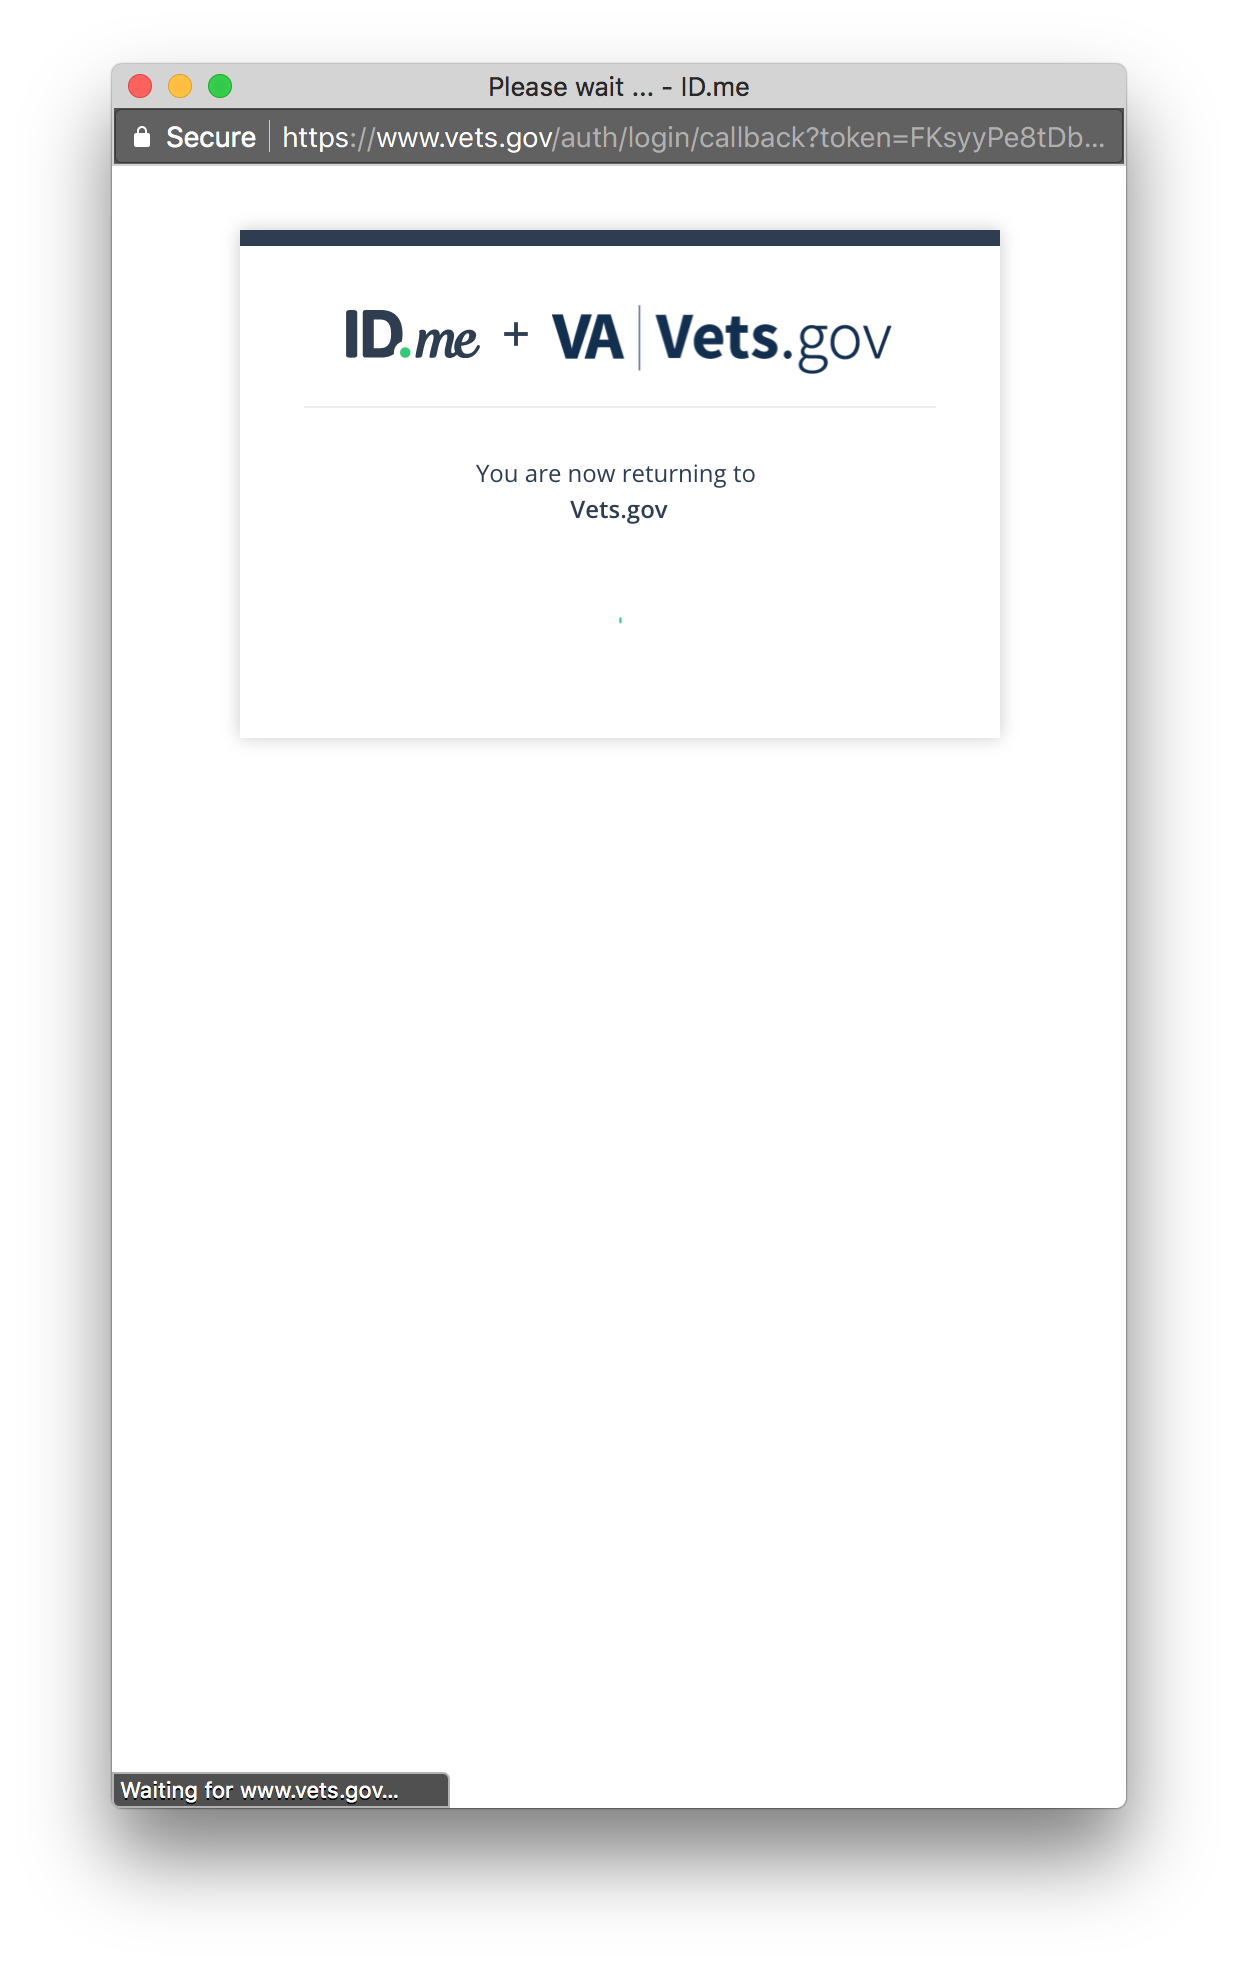 Please wait ... - ID.me
Secure https://www.vets.gov/auth/login/callback?token=FKsyyPe8tDb...
ID.me + VA Vets.gov
You are now returning to
Vets.gov
Waiting for www.vets.gov...